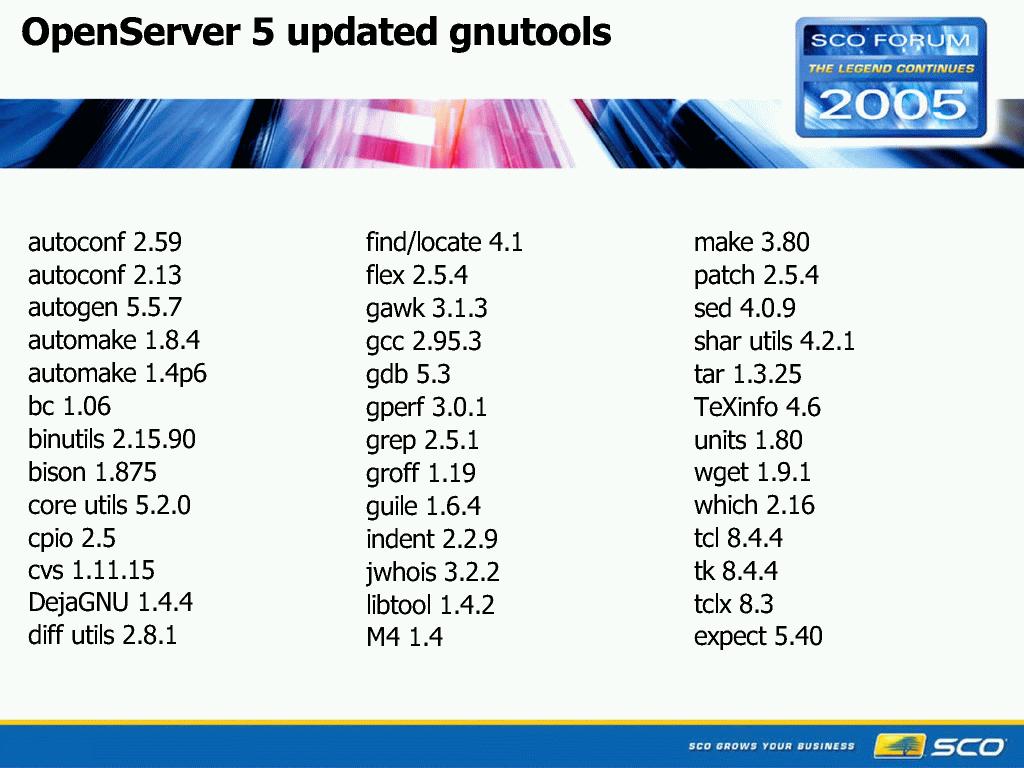 OpenServer 5 updated gnutools
SCO FORUM
THE LEGEND CONTINUES
2005
autoconf 2.59
autoconf 2.13
autogen 5.5.7
automake 1.8.4
automake 1.4p6
bc 1.06
binutils 2.15.90
bison 1.875
core utils 5.2.0
cpio 2.5
cvs 1.11.15
DejaGNU 1.4.4
diff utils 2.8.1
find/locate 4.1
flex 2.5.4
gawk 3.1.3
gcc 2.95.3
gdb 5.3
gperf 3.0.1
grep 2.5.1
groff 1.19
guile 1.6.4
indent 2.2.9
jwhois 3.2.2
libtool 1.4.2
M4 1.4
make 3.80
patch 2.5.4
sed 4.0.9
shar utils 4.2.1
tar 1.3.25
TeXinfo 4.6
units 1.80
wget 1.9.1
which 2.16
tcl 8.4.4
tk 8.4.4
tclx 8.3
expect 5.40
SCO GROWS YOUR BUSINESS
SCO